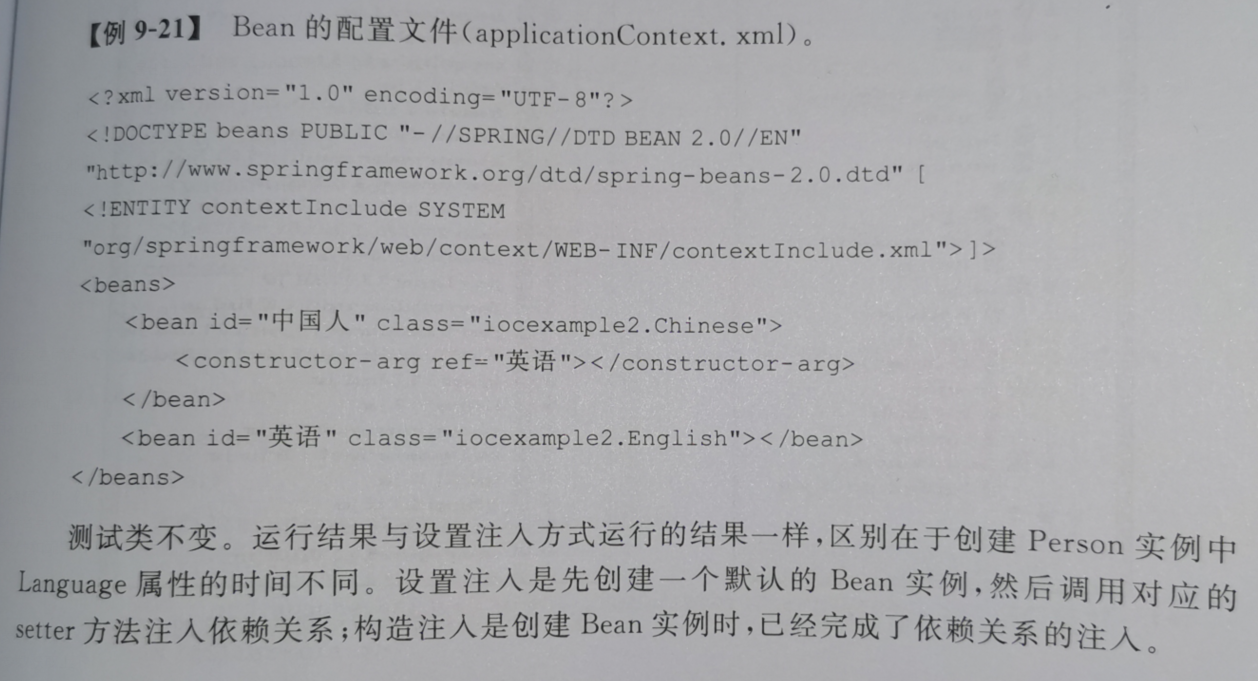 【例 9-21】 Bean 的配置文件(applicationContext. xml)。
<?xml version="1.0" encoding="UTF-8"?>
<!DOCTYPE beans PUBLIC "-//SPRING//DTD BEAN 2.0//EN"
"http://www.springframework.org/dtd/spring-beans-2.0.dtd" [
<!ENTITY contextInclude SYSTEM
"org/springframework/web/context/WEB-INF/contextInclude.xml">]>
<beans>
<bean id="中国人" class="iocexample2.Chinese">
<constructor-arg ref="英语"></constructor-arg>
</bean>
<bean id="英语" class="iocexample2.English"></bean>
</beans>
测试类不变。运行结果与设置注入方式运行的结果一样,区别在于创建 Person 实例中
Language 属性的时间不同。设置注入是先创建一个默认的 Bean 实例,然后调用对应的
setter 方法注入依赖关系;构造注入是创建 Bean 实例时,已经完成了依赖关系的注入。